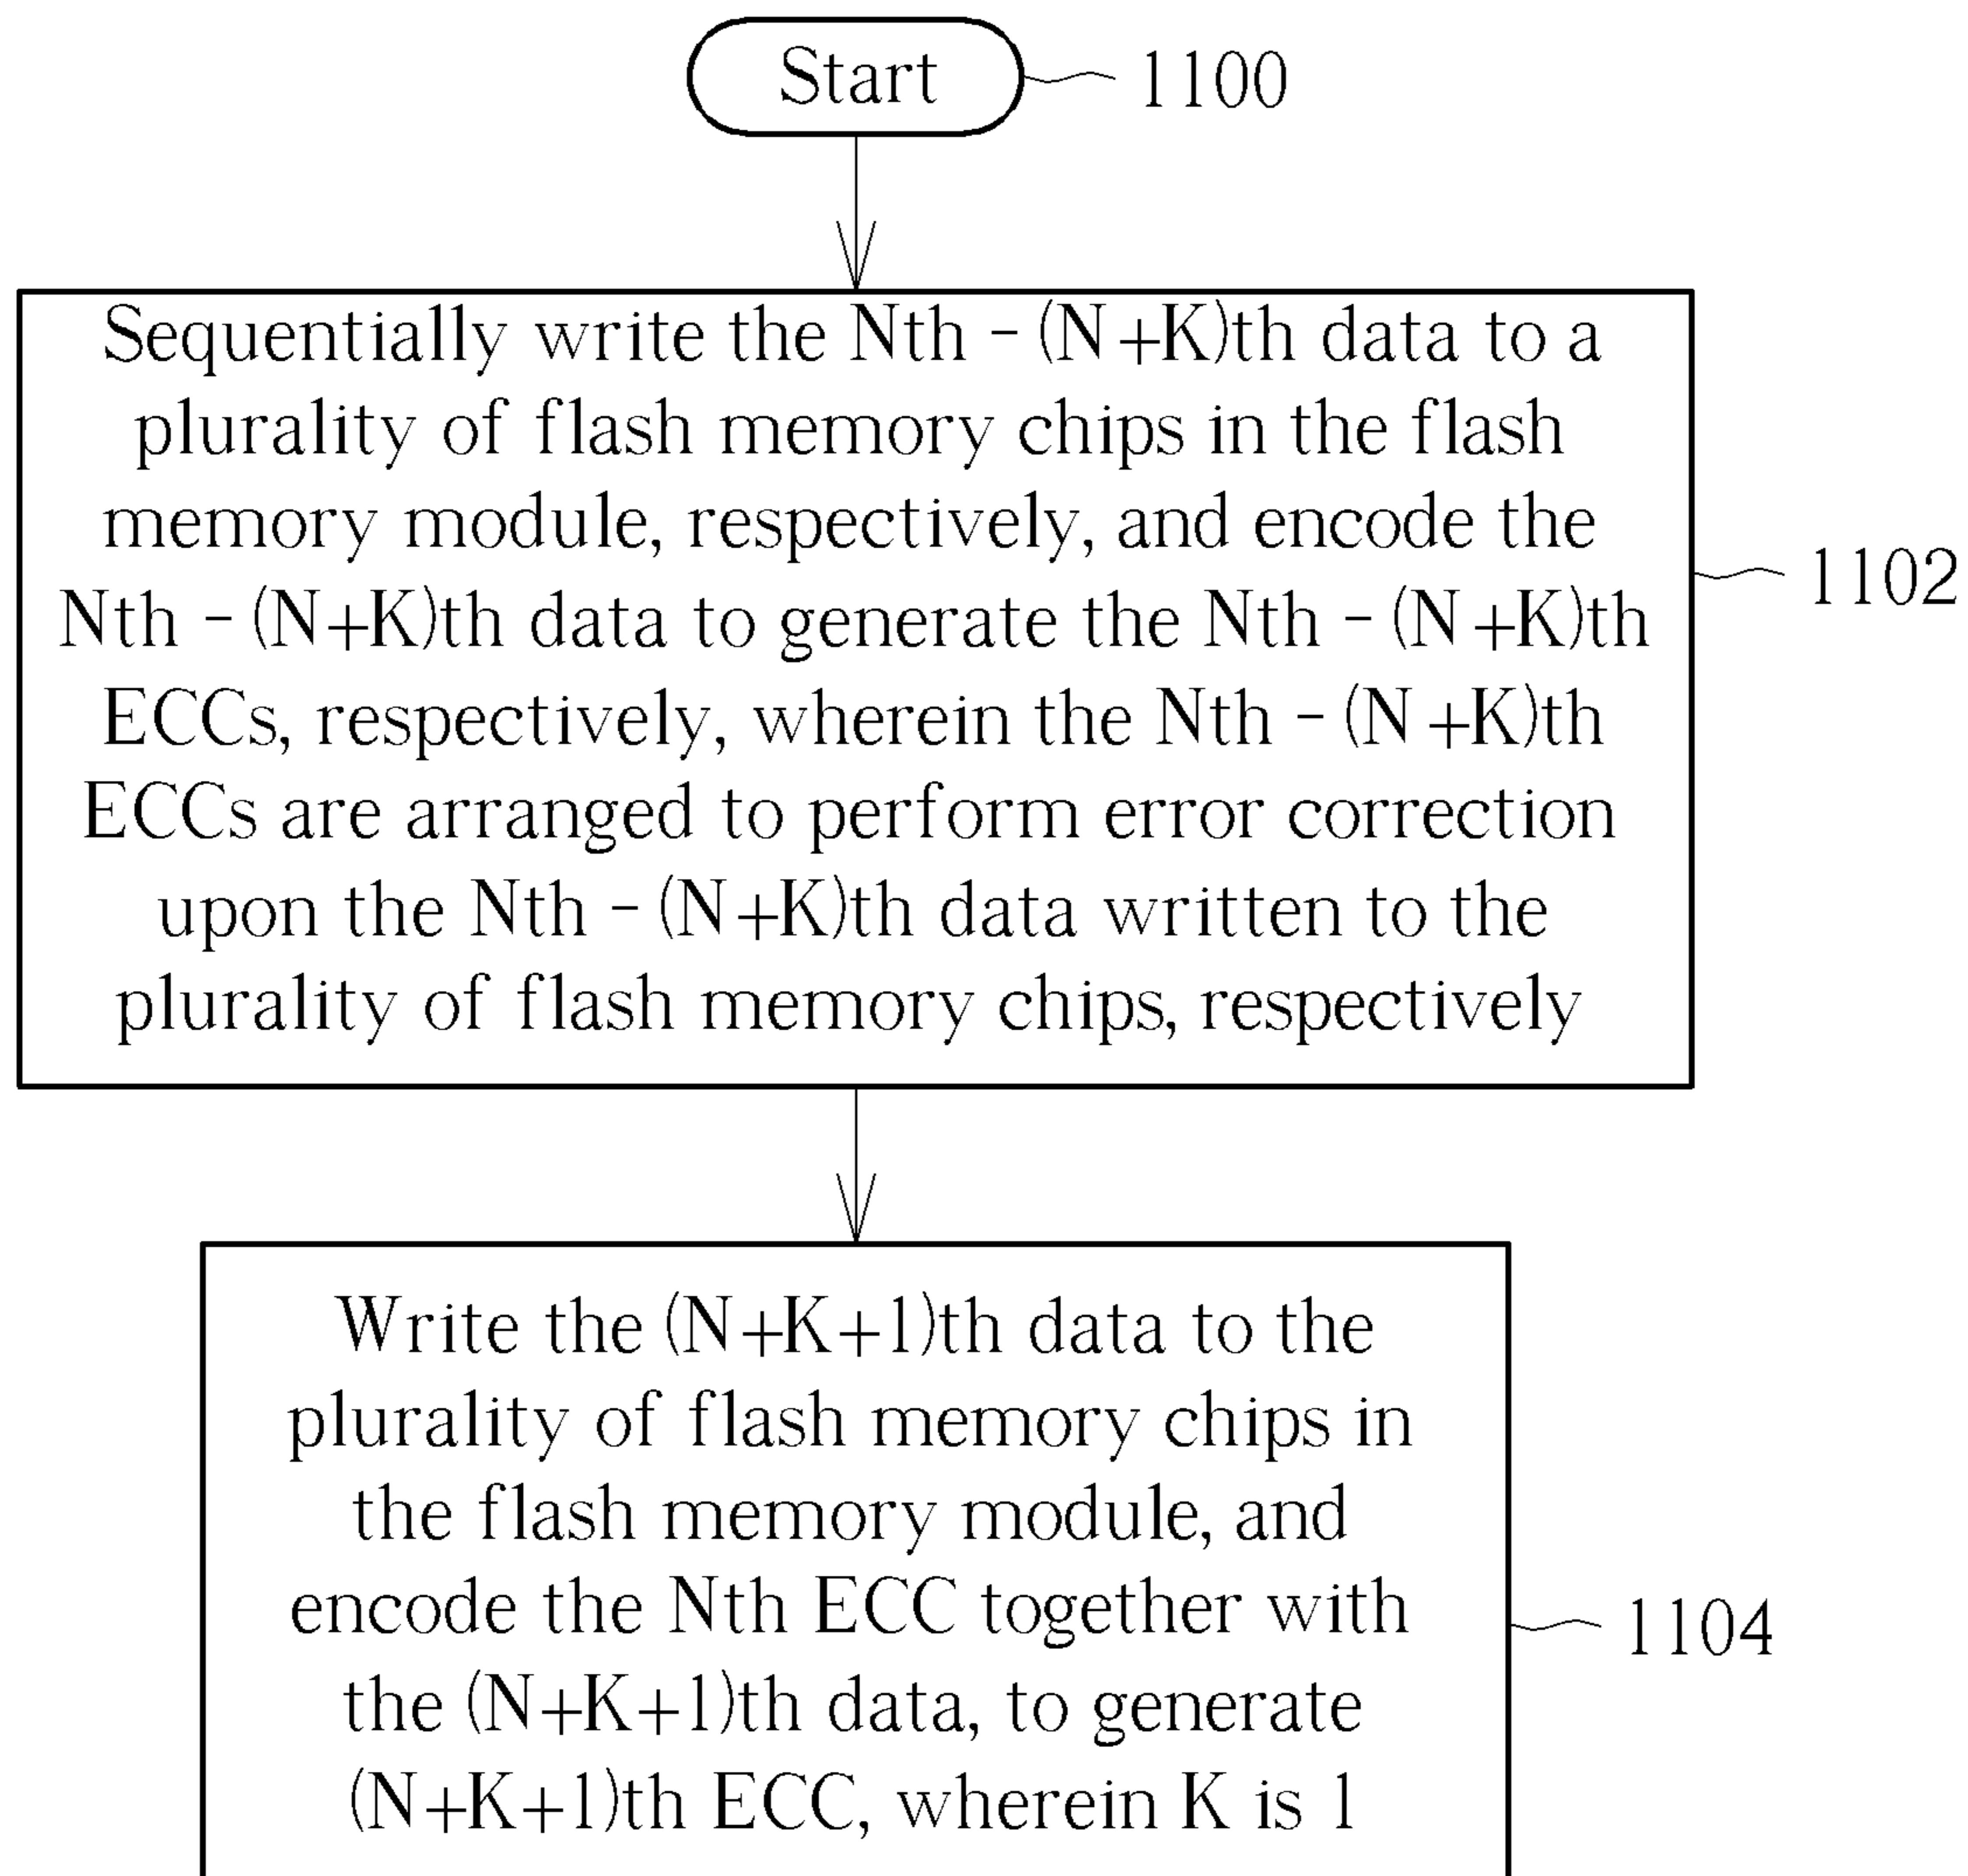 Start
1100
Sequentially write the Nth - (N+K)th data to a
plurality of flash memory chips in the flash
memory module, respectively, and encode the
Nth - (N+K)th data to generate the Nth - (N+K)th
ECCs, respectively, wherein the Nth - (N+K)th
ECCs are arranged to perform error correction
upon the Nth - (N+K)th data written to the
plurality of flash memory chips, respectively
1102
Write the (N+K+1)th data to the
plurality of flash memory chips in
the flash memory module, and
encode the Nth ECC together with
the (N+K+1)th data, to generate
(N+K+1)th ECC, wherein K is 1
1104